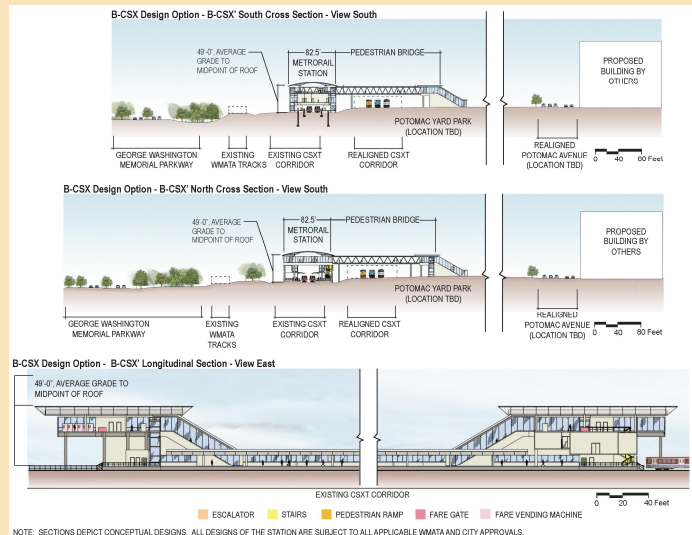 B-CSX Design Option - B-CSX' South Cross Section - View South
49'-0", AVERAGE
GRADE TO
MIDPOINT OF ROOF
82.5'
METRORAIL
STATION
PEDESTRIAN BRIDGE
PROPOSED
BUILDING BY
OTHERS
POTOMAC YARD PARK
(LOCATION TBD)
GEORGE WASHINGTON
MEMORIAL PARKWAY
EXISTING
WMATA TRACKS
EXISTING CSXT
CORRIDOR
REALIGNED CSXT
CORRIDOR
REALIGNED
POTOMAC AVENUE
(LOCATION TBD)
0 40 60 Feet
B-CSX Design Option - B-CSX' North Cross Section - View South
49'-0", AVERAGE
GRADE TO
MIDPOINT OF ROOF
82.5'
METRORAIL
STATION
PEDESTRIAN BRIDGE
PROPOSED
BUILDING BY
OTHERS
POTOMAC YARD PARK
(LOCATION TBD)
GEORGE WASHINGTON
MEMORIAL PARKWAY
EXISTING
WMATA
TRACKS
EXISTING CSXT
CORRIDOR
REALIGNED CSXT
CORRIDOR
REALIGNED
POTOMAC AVENUE
(LOCATION TBD)
0 40 80 Feet
B-CSX Design Option - B-CSX' Longitudinal Section - View East
49'-0", AVERAGE GRADE TO
MIDPOINT OF ROOF
EXISTING CSXT CORRIDOR
0 20 40 Feet
ESCALATOR STAIRS PEDESTRIAN RAMP FARE GATE FARE VENDING MACHINE
NOTE: SECTIONS DEPICT CONCEPTUAL DESIGNS. ALL DESIGNS OF THE STATION ARE SUBJECT TO ALL APPLICABLE WMATA AND CITY APPROVALS.